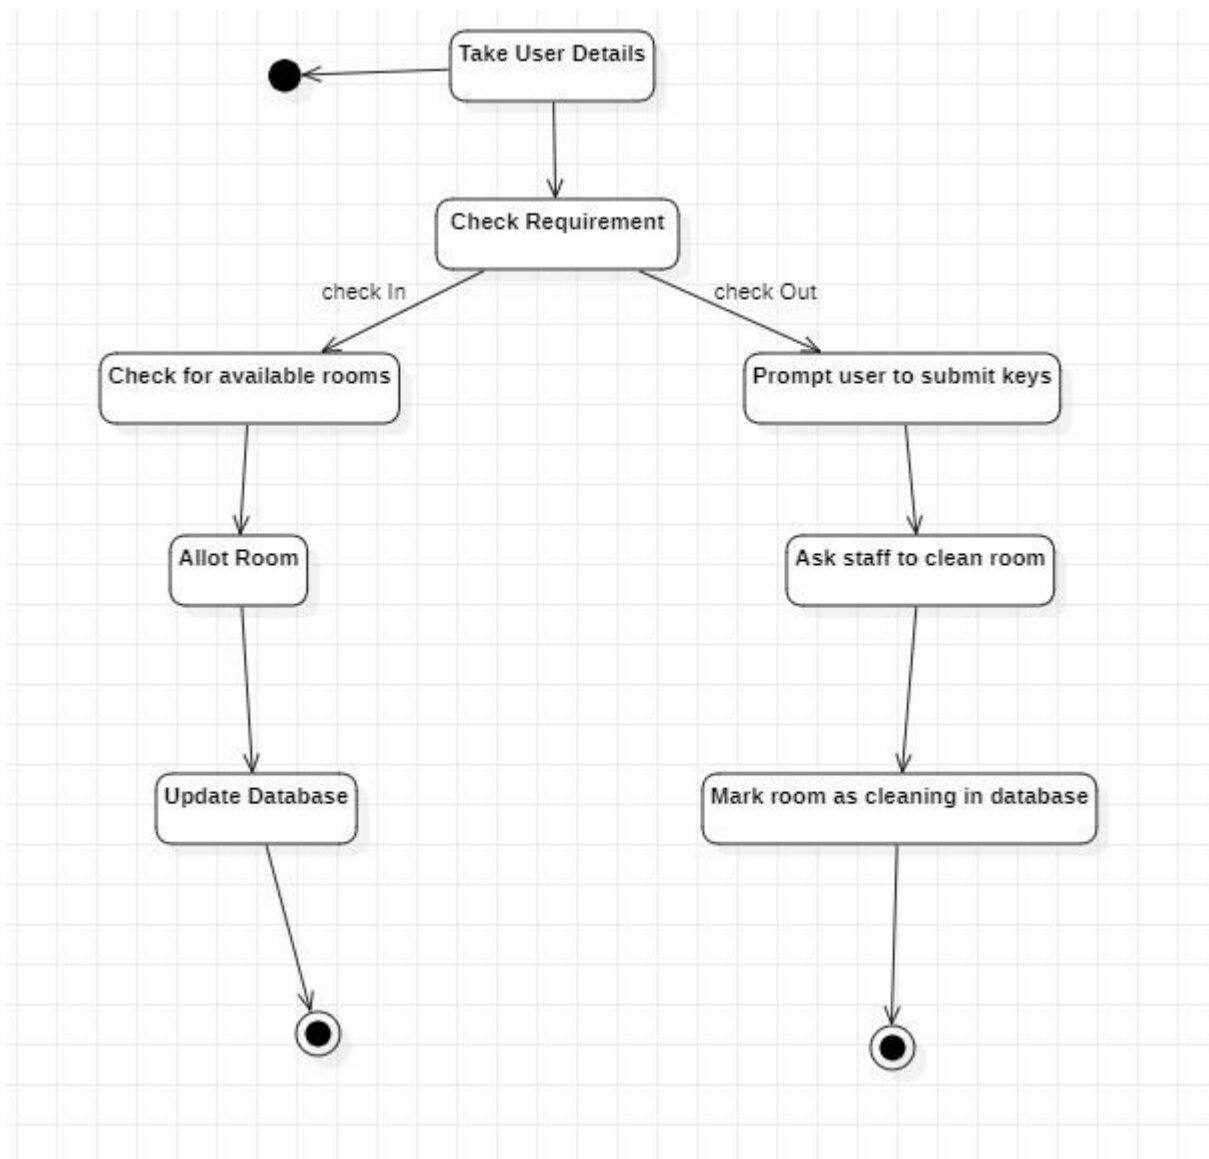 Take User Details
Check Requirement
check In
check Out
Check for available rooms
Prompt user to submit keys
Allot Room
Ask staff to clean room
Update Database
Mark room as cleaning in database